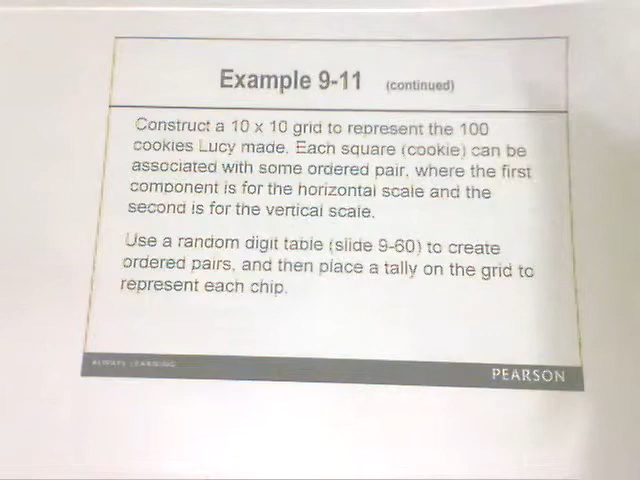 Example 9-11 (continued)
Construct a 10 x 10 grid to represent the 100
cookies Lucy made. Each square (cookie) can be
associated with some ordered pair, where the first
component is for the horizontal scale and the
second is for the vertical scale.
Use a random digit table (slide 9-60) to create
ordered pairs, and then place a tally on the grid to
represent each chip.
ALWAYS LEARNING
PEARSON